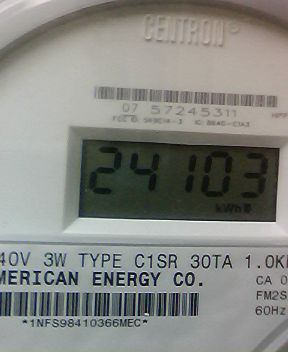 CENTRON®
07 57245311
24103
kWh
40V 3W TYPE C1SR 30TA 1.0K
MERICAN ENERGY CO.
CA 0
FM2S
60Hz
*1NFS98410366MEC*